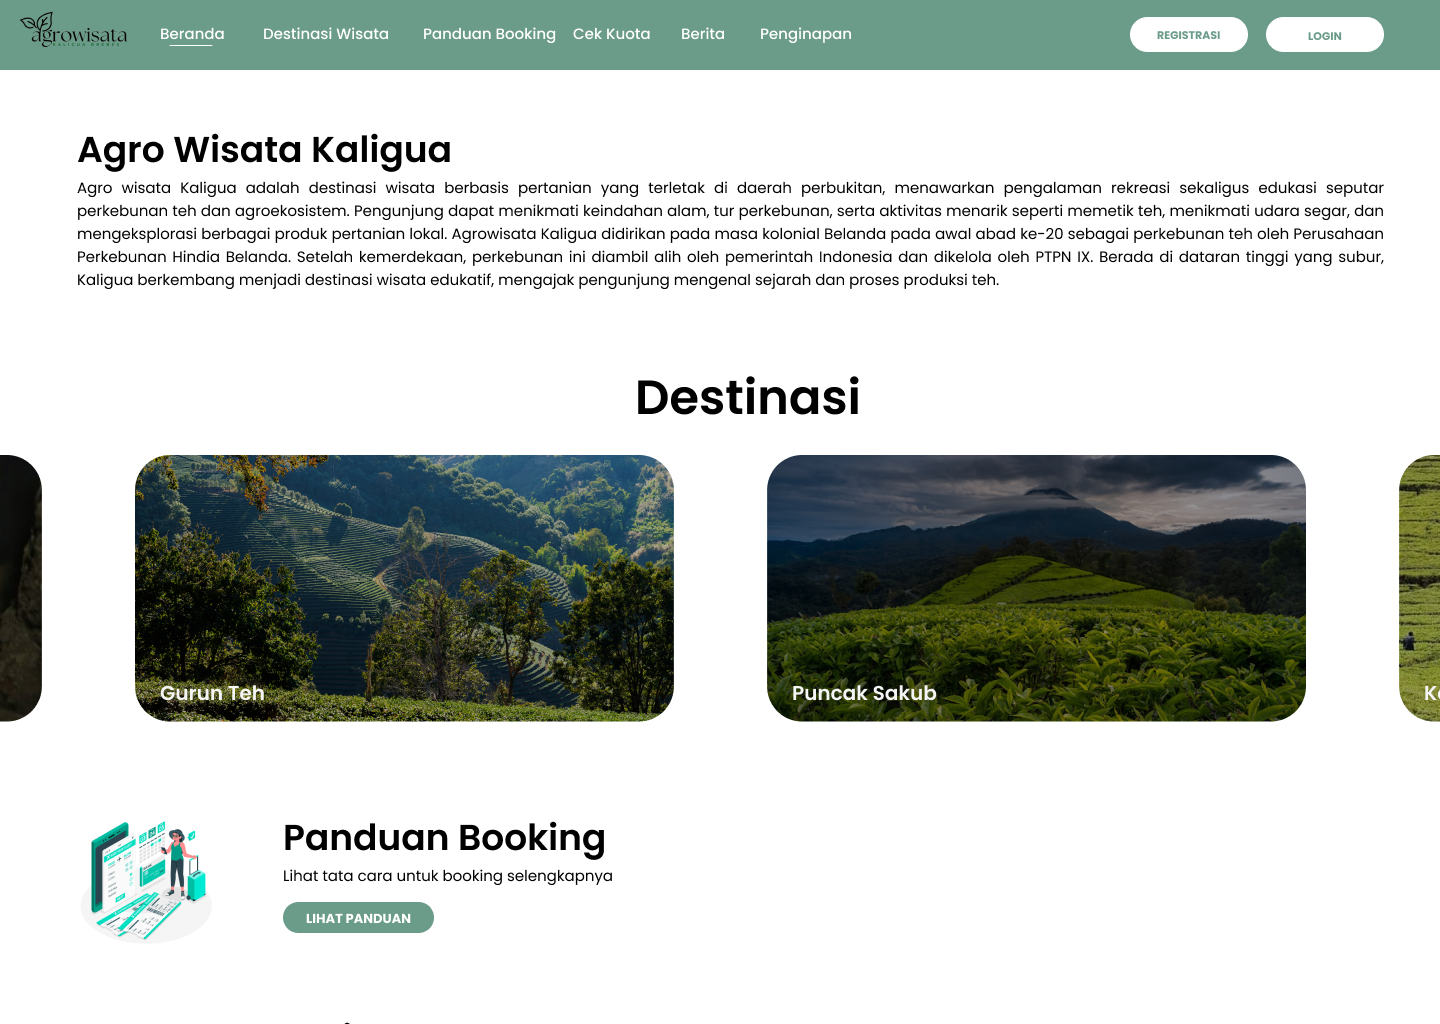 agrowisata
KALIGUA BREBES
Beranda
Destinasi Wisata
Panduan Booking
Cek Kuota
Berita
Penginapan
REGISTRASI
LOGIN
Agro Wisata Kaligua
Agro wisata Kaligua adalah destinasi wisata berbasis pertanian yang terletak di daerah perbukitan, menawarkan pengalaman rekreasi sekaligus edukasi seputar
perkebunan teh dan agroekosistem. Pengunjung dapat menikmati keindahan alam, tur perkebunan, serta aktivitas menarik seperti memetik teh, menikmati udara segar, dan
mengeksplorasi berbagai produk pertanian lokal. Agrowisata Kaligua didirikan pada masa kolonial Belanda pada awal abad ke-20 sebagai perkebunan teh oleh Perusahaan
Perkebunan Hindia Belanda. Setelah kemerdekaan, perkebunan ini diambil alih oleh pemerintah Indonesia dan dikelola oleh PTPN IX. Berada di dataran tinggi yang subur,
Kaligua berkembang menjadi destinasi wisata edukatif, mengajak pengunjung mengenal sejarah dan proses produksi teh.
Destinasi
Gurun Teh
Puncak Sakub
Panduan Booking
Lihat tata cara untuk booking selengkapnya
LIHAT PANDUAN